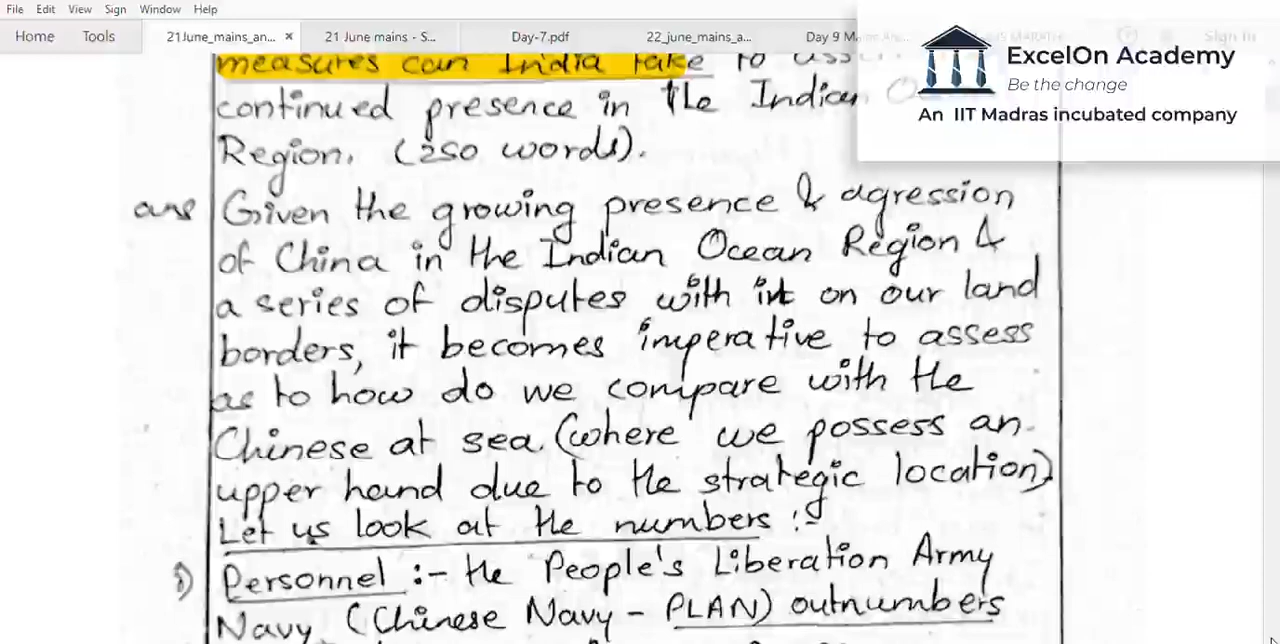 File Edit View Sign Window Help
Home Tools 21June_mains_an... × 21 June mains - S... Day-7.pdf 22_june_mains_a... Day 9 Sign In
ExcelOn Academy
Be the change
An IIT Madras incubated company
measures can India take to
continued presence in the Indian
Region. (250 words).
ans Given the growing presence & agression
of China in the Indian Ocean Region &
a series of disputes with it on our land
borders, it becomes imperative to assess
as to how do we compare with the
Chinese at sea. (where we possess an
upper hand due to the strategic location)
Let us look at the numbers :-
i) Personnel :- the People's Liberation Army
Navy (Chinese Navy - PLAN) outnumbers